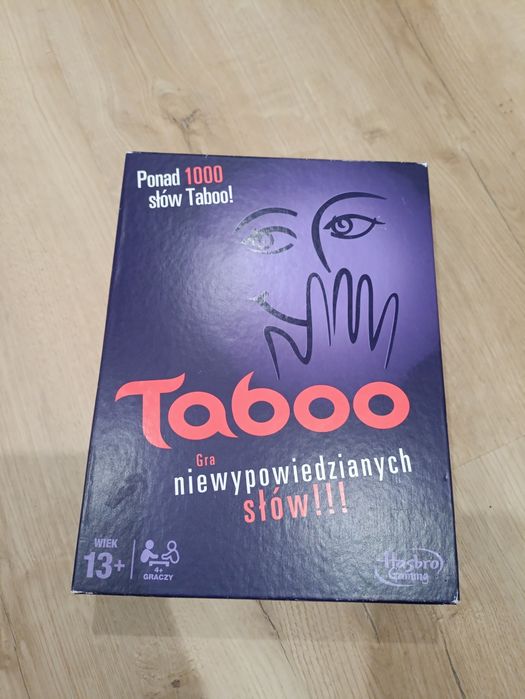 Ponad 1000
słów Taboo!
Taboo
Gra
niewypowiedzianych
słów!!!
WIEK
13+
4+
GRACZY
Hasbro
Gaming